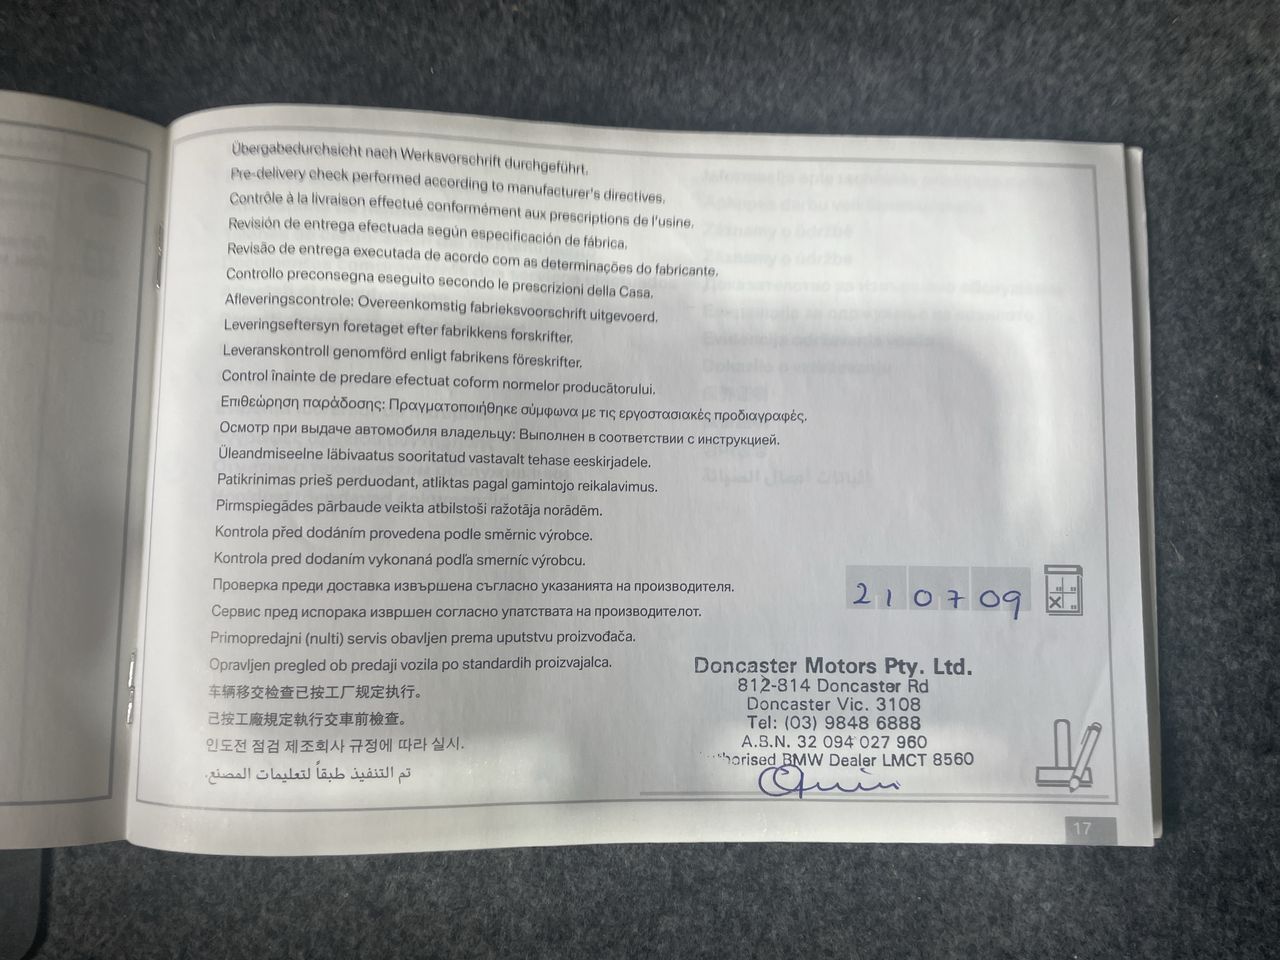 Übergabedurchsicht nach Werksvorschrift durchgeführt.
Pre-delivery check performed according to manufacturer's directives.
Contrôle à la livraison effectué conformément aux prescriptions de l'usine.
Revisión de entrega efectuada según especificación de fábrica.
Revisão de entrega executada de acordo com as determinações do fabricante.
Controllo preconsegna eseguito secondo le prescrizioni della Casa.
Afleveringscontrole: Overeenkomstig fabrieksvoorschrift uitgevoerd.
Leveringseftersyn foretaget efter fabrikkens forskrifter.
Leveranskontroll genomförd enligt fabrikens föreskrifter.
Control înainte de predare efectuat coform normelor producătorului.
Επιθεώρηση παράδοσης: Πραγματοποιήθηκε σύμφωνα με τις εργοστασιακές προδιαγραφές.
Осмотр при выдаче автомобиля владельцу: Выполнен в соответствии с инструкцией.
Üleandmiseelne läbivaatus sooritatud vastavalt tehase eeskirjadele.
Patikrinimas prieš perduodant, atliktas pagal gamintojo reikalavimus.
Pirmspiegādes pārbaude veikta atbilstoši ražotāja norādēm.
Kontrola před dodáním provedena podle směrnic výrobce.
Kontrola pred dodaním vykonaná podľa smerníc výrobcu.
Проверка преди доставка извършена съгласно указанията на производителя.
Сервис пред испорака извршен согласно упатствата на производителот.
Primopredajni (nulti) servis obavljen prema uputstvu proizvođača.
Opravljen pregled ob predaji vozila po standardih proizvajalca.
车辆移交检查已按工厂规定执行。
已按工廠規定執行交車前檢查。
인도전 점검 제조회사 규정에 따라 실시.
تم التنفيذ طبقاً لتعليمات المصنع.
21 07 09
Doncaster Motors Pty. Ltd.
812-814 Doncaster Rd
Doncaster Vic. 3108
Tel: (03) 9848 6888
A.B.N. 32 094 027 960
BMW Dealer LMCT 8560
17